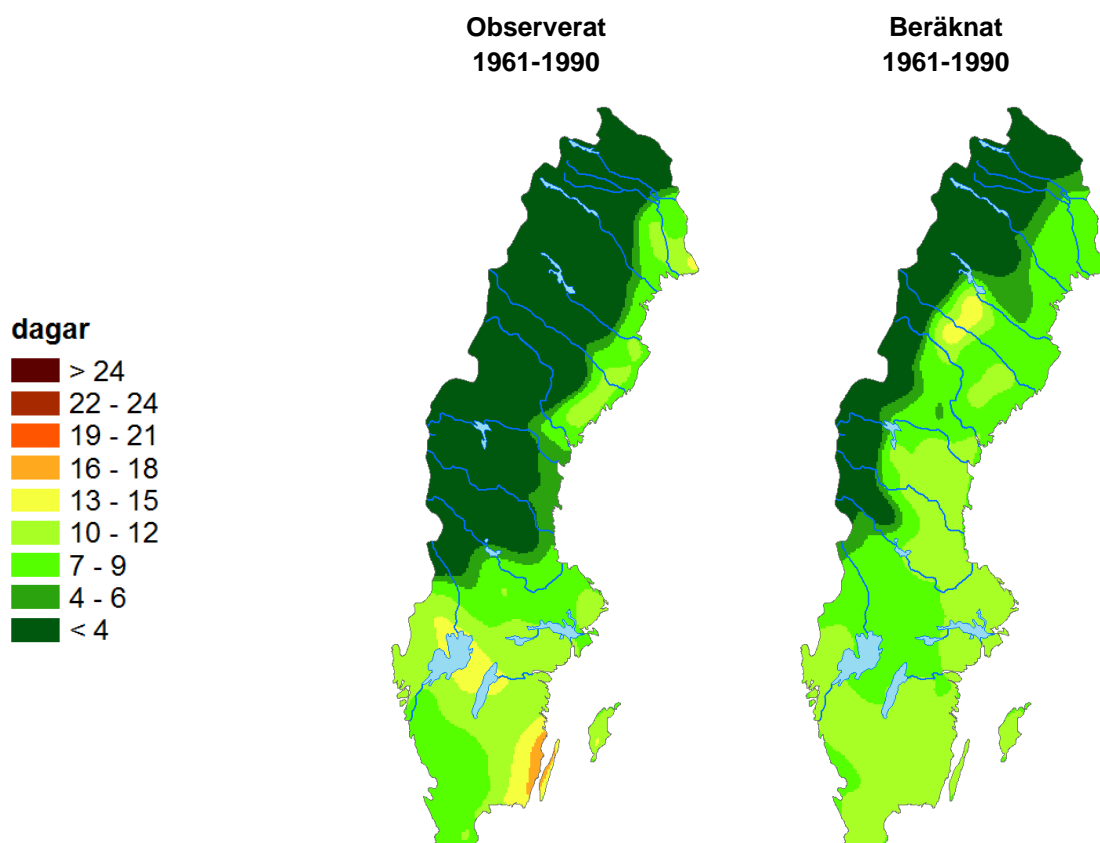 Observerat
1961-1990
Beräknat
1961-1990
dagar
> 24
22 - 24
19 - 21
16 - 18
13 - 15
10 - 12
7 - 9
4 - 6
< 4